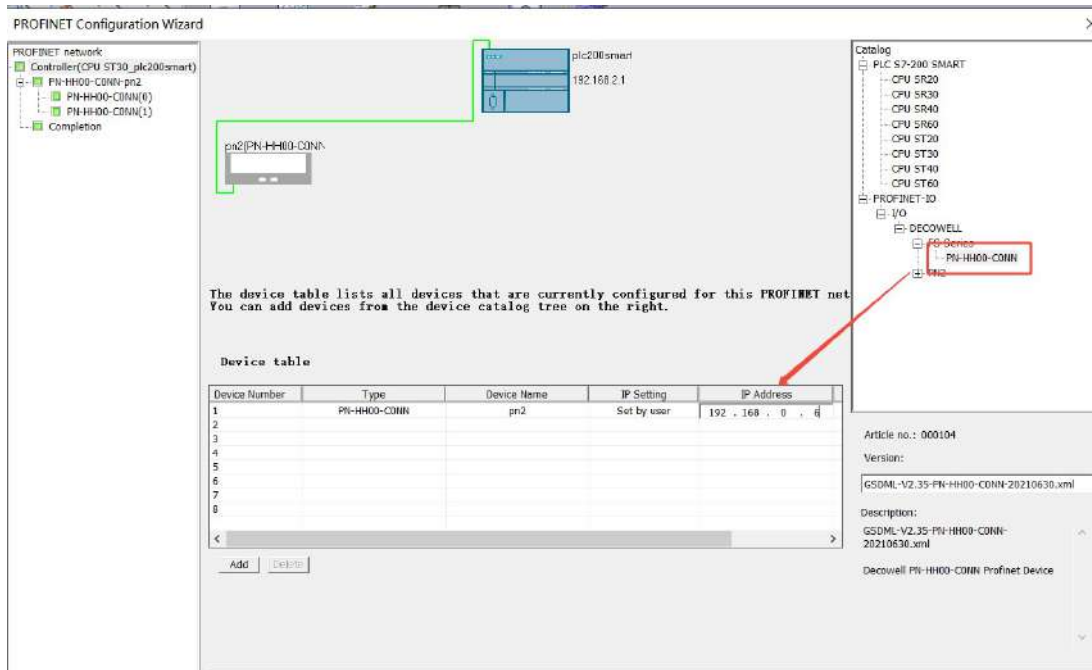 PROFINET Configuration Wizard
PROFINET network
Controller(CPU ST30_plc200smart)
PN-HH00-CONN-pn2
PN-HH00-CONN(0)
PN-HH00-CONN(1)
Completion
plc200smart
192.168.2.1
pn2(PN-HH00-CONN
The device table lists all devices that are currently configured for this PROFINET net
You can add devices from the device catalog tree on the right.
Device table
Device Number Type Device Name IP Setting IP Address
1 PN-HH00-CONN pn2 Set by user 192 . 168 . 0 . 6
2
3
4
5
6
7
8
Add Delete
Catalog
PLC S7-200 SMART
CPU SR20
CPU SR30
CPU SR40
CPU SR60
CPU ST20
CPU ST30
CPU ST40
CPU ST60
PROFINET-IO
I/O
DECOWELL
FS Series
PN-HH00-CONN
PN2
Article no.: 000104
Version:
GSDML-V2.35-PN-HH00-CONN-20210630.xml
Description:
GSDML-V2.35-PN-HH00-CONN-
20210630.xml
Decowell PN-HH00-CONN Profinet Device